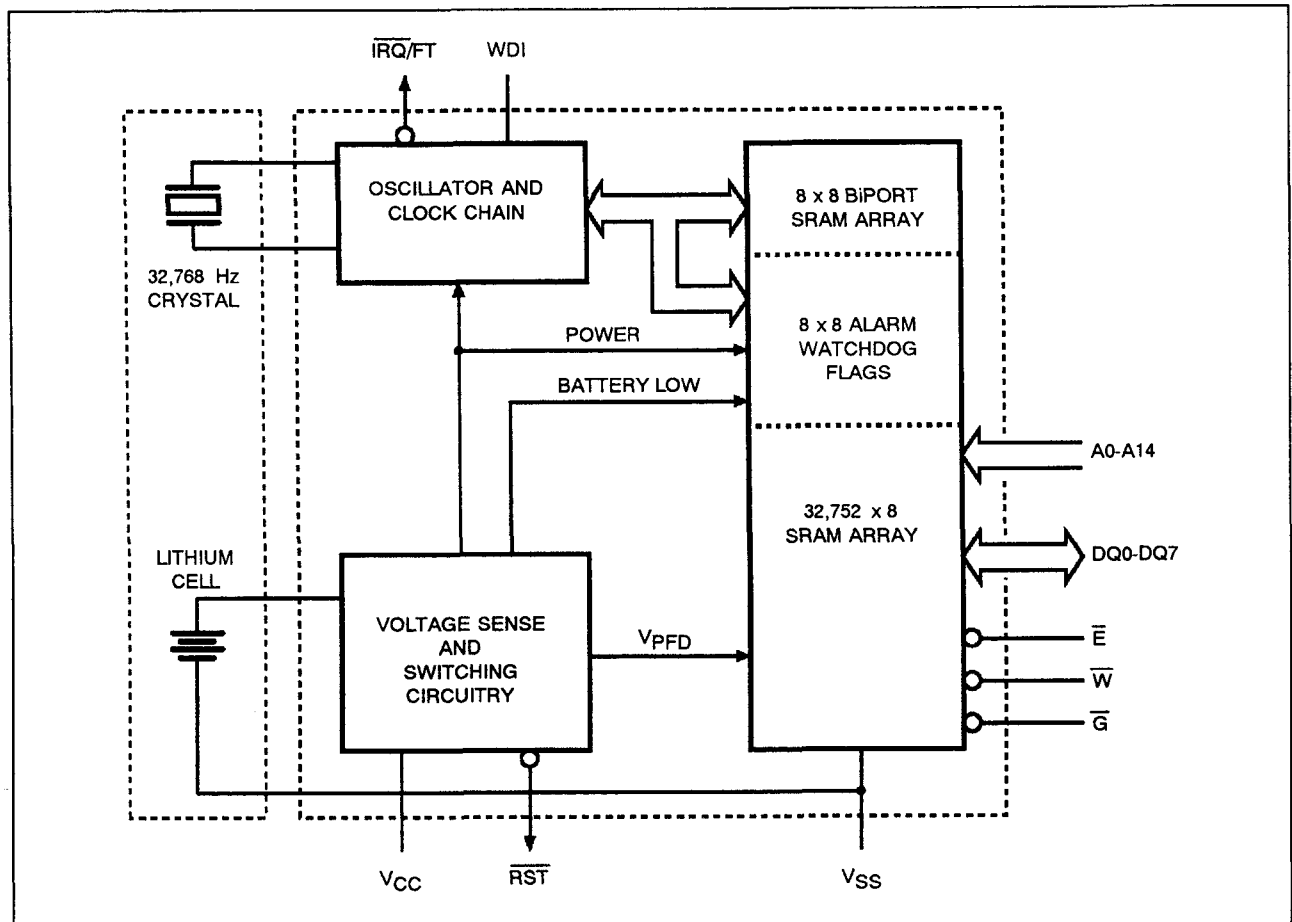 I̅R̅Q̅/FT
WDI
OSCILLATOR AND
CLOCK CHAIN
8 x 8 BiPORT
SRAM ARRAY
32,768 Hz
CRYSTAL
8 x 8 ALARM
WATCHDOG
FLAGS
POWER
BATTERY LOW
A0-A14
32,752 x 8
SRAM ARRAY
DQ0-DQ7
LITHIUM
CELL
VOLTAGE SENSE
AND
SWITCHING
CIRCUITRY
VPFD
E̅
W̅
G̅
VCC
R̅S̅T̅
VSS